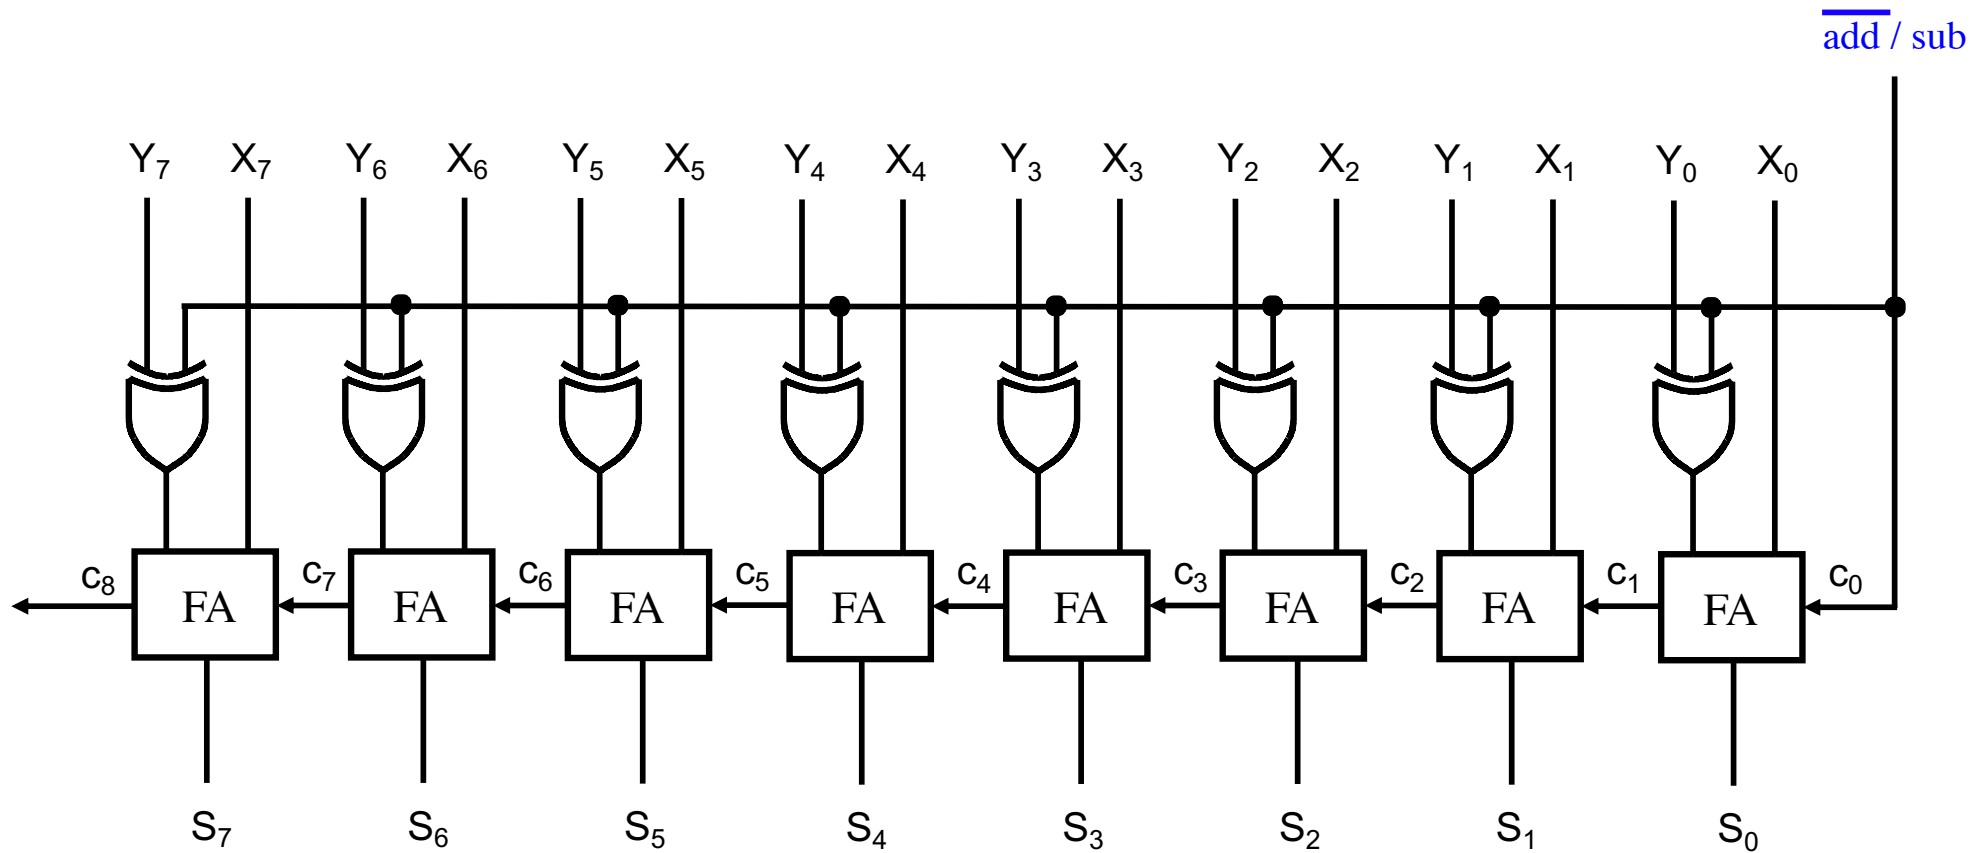 a̅d̅d̅ / sub
Y₇ X₇ Y₆ X₆ Y₅ X₅ Y₄ X₄ Y₃ X₃ Y₂ X₂ Y₁ X₁ Y₀ X₀
c₈ FA c₇ FA c₆ FA c₅ FA c₄ FA c₃ FA c₂ FA c₁ FA c₀
S₇ S₆ S₅ S₄ S₃ S₂ S₁ S₀